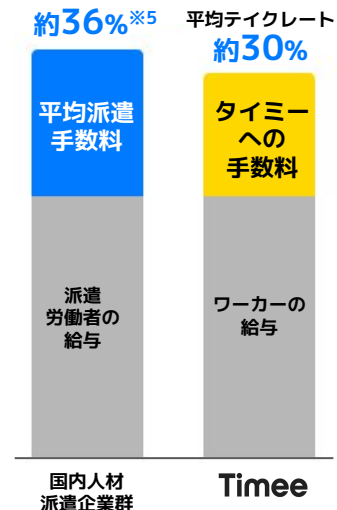 約36%※5
平均派遣
手数料
派遣
労働者の
給与
国内人材
派遣企業群
平均テイクレート
約30%
タイミー
への
手数料
ワーカーの
給与
Timee